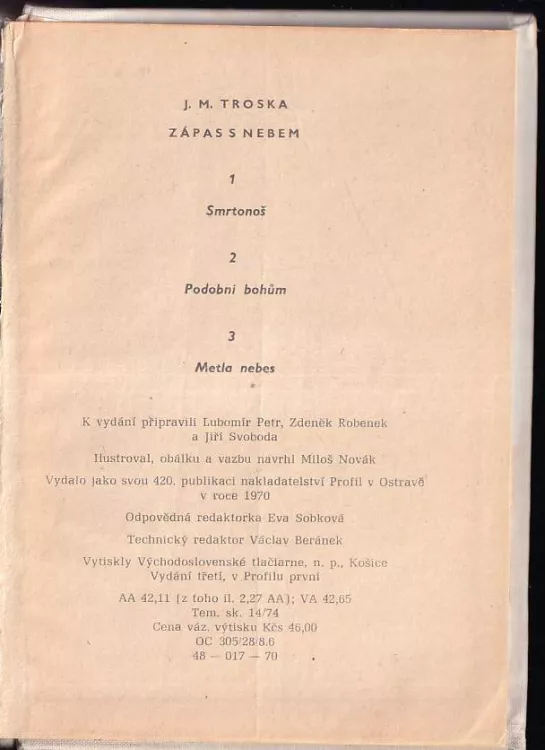 J. M. TROSKA
ZÁPAS S NEBEM
1
Smrtonoš
2
Podobni bohům
3
Metla nebes
K vydání připravili Lubomír Petr, Zdeněk Robenek
a Jiří Svoboda
Ilustroval, obálku a vazbu navrhl Miloš Novák
Vydalo jako svou 420. publikaci nakladatelství Profil v Ostravě
v roce 1970
Odpovědná redaktorka Eva Sobková
Technický redaktor Václav Beránek
Vytiskly Východoslovenské tlačiarne, n. p., Košice
Vydání třetí, v Profilu první
AA 42,11 (z toho il. 2,27 AA); VA 42,65
Tem. sk. 14/74
Cena váz. výtisku Kčs 46,00
OC 305/28/8.6
48 — 017 — 70